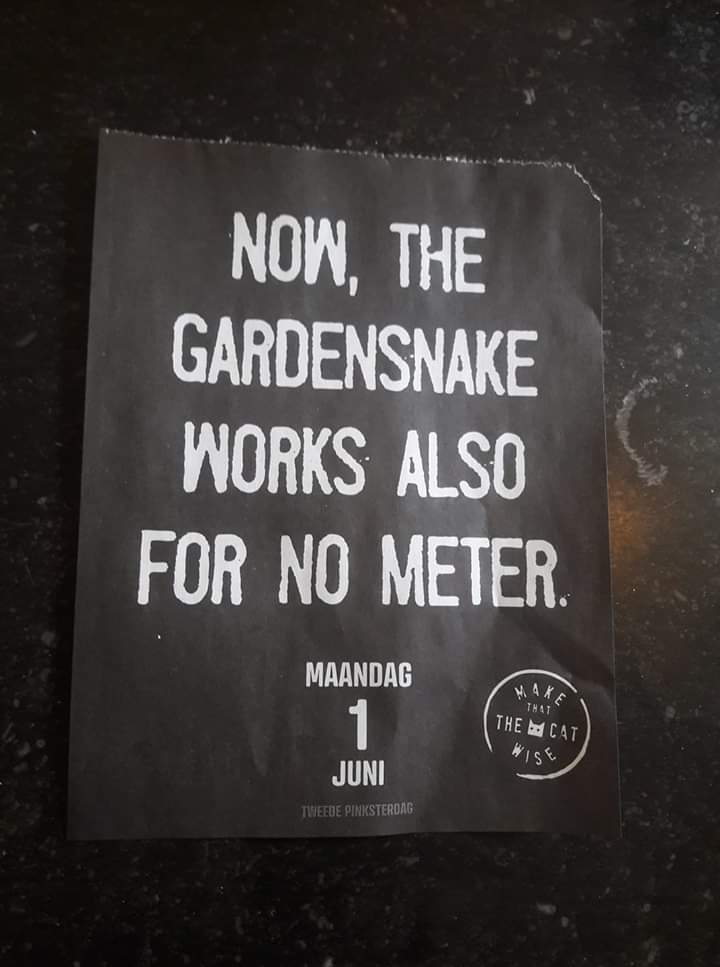 NOW, THE
GARDENSNAKE
WORKS ALSO
FOR NO METER.
MAANDAG
1
JUNI
TWEEDE PINKSTERDAG
MAKE
THAT
THE CAT
WISE